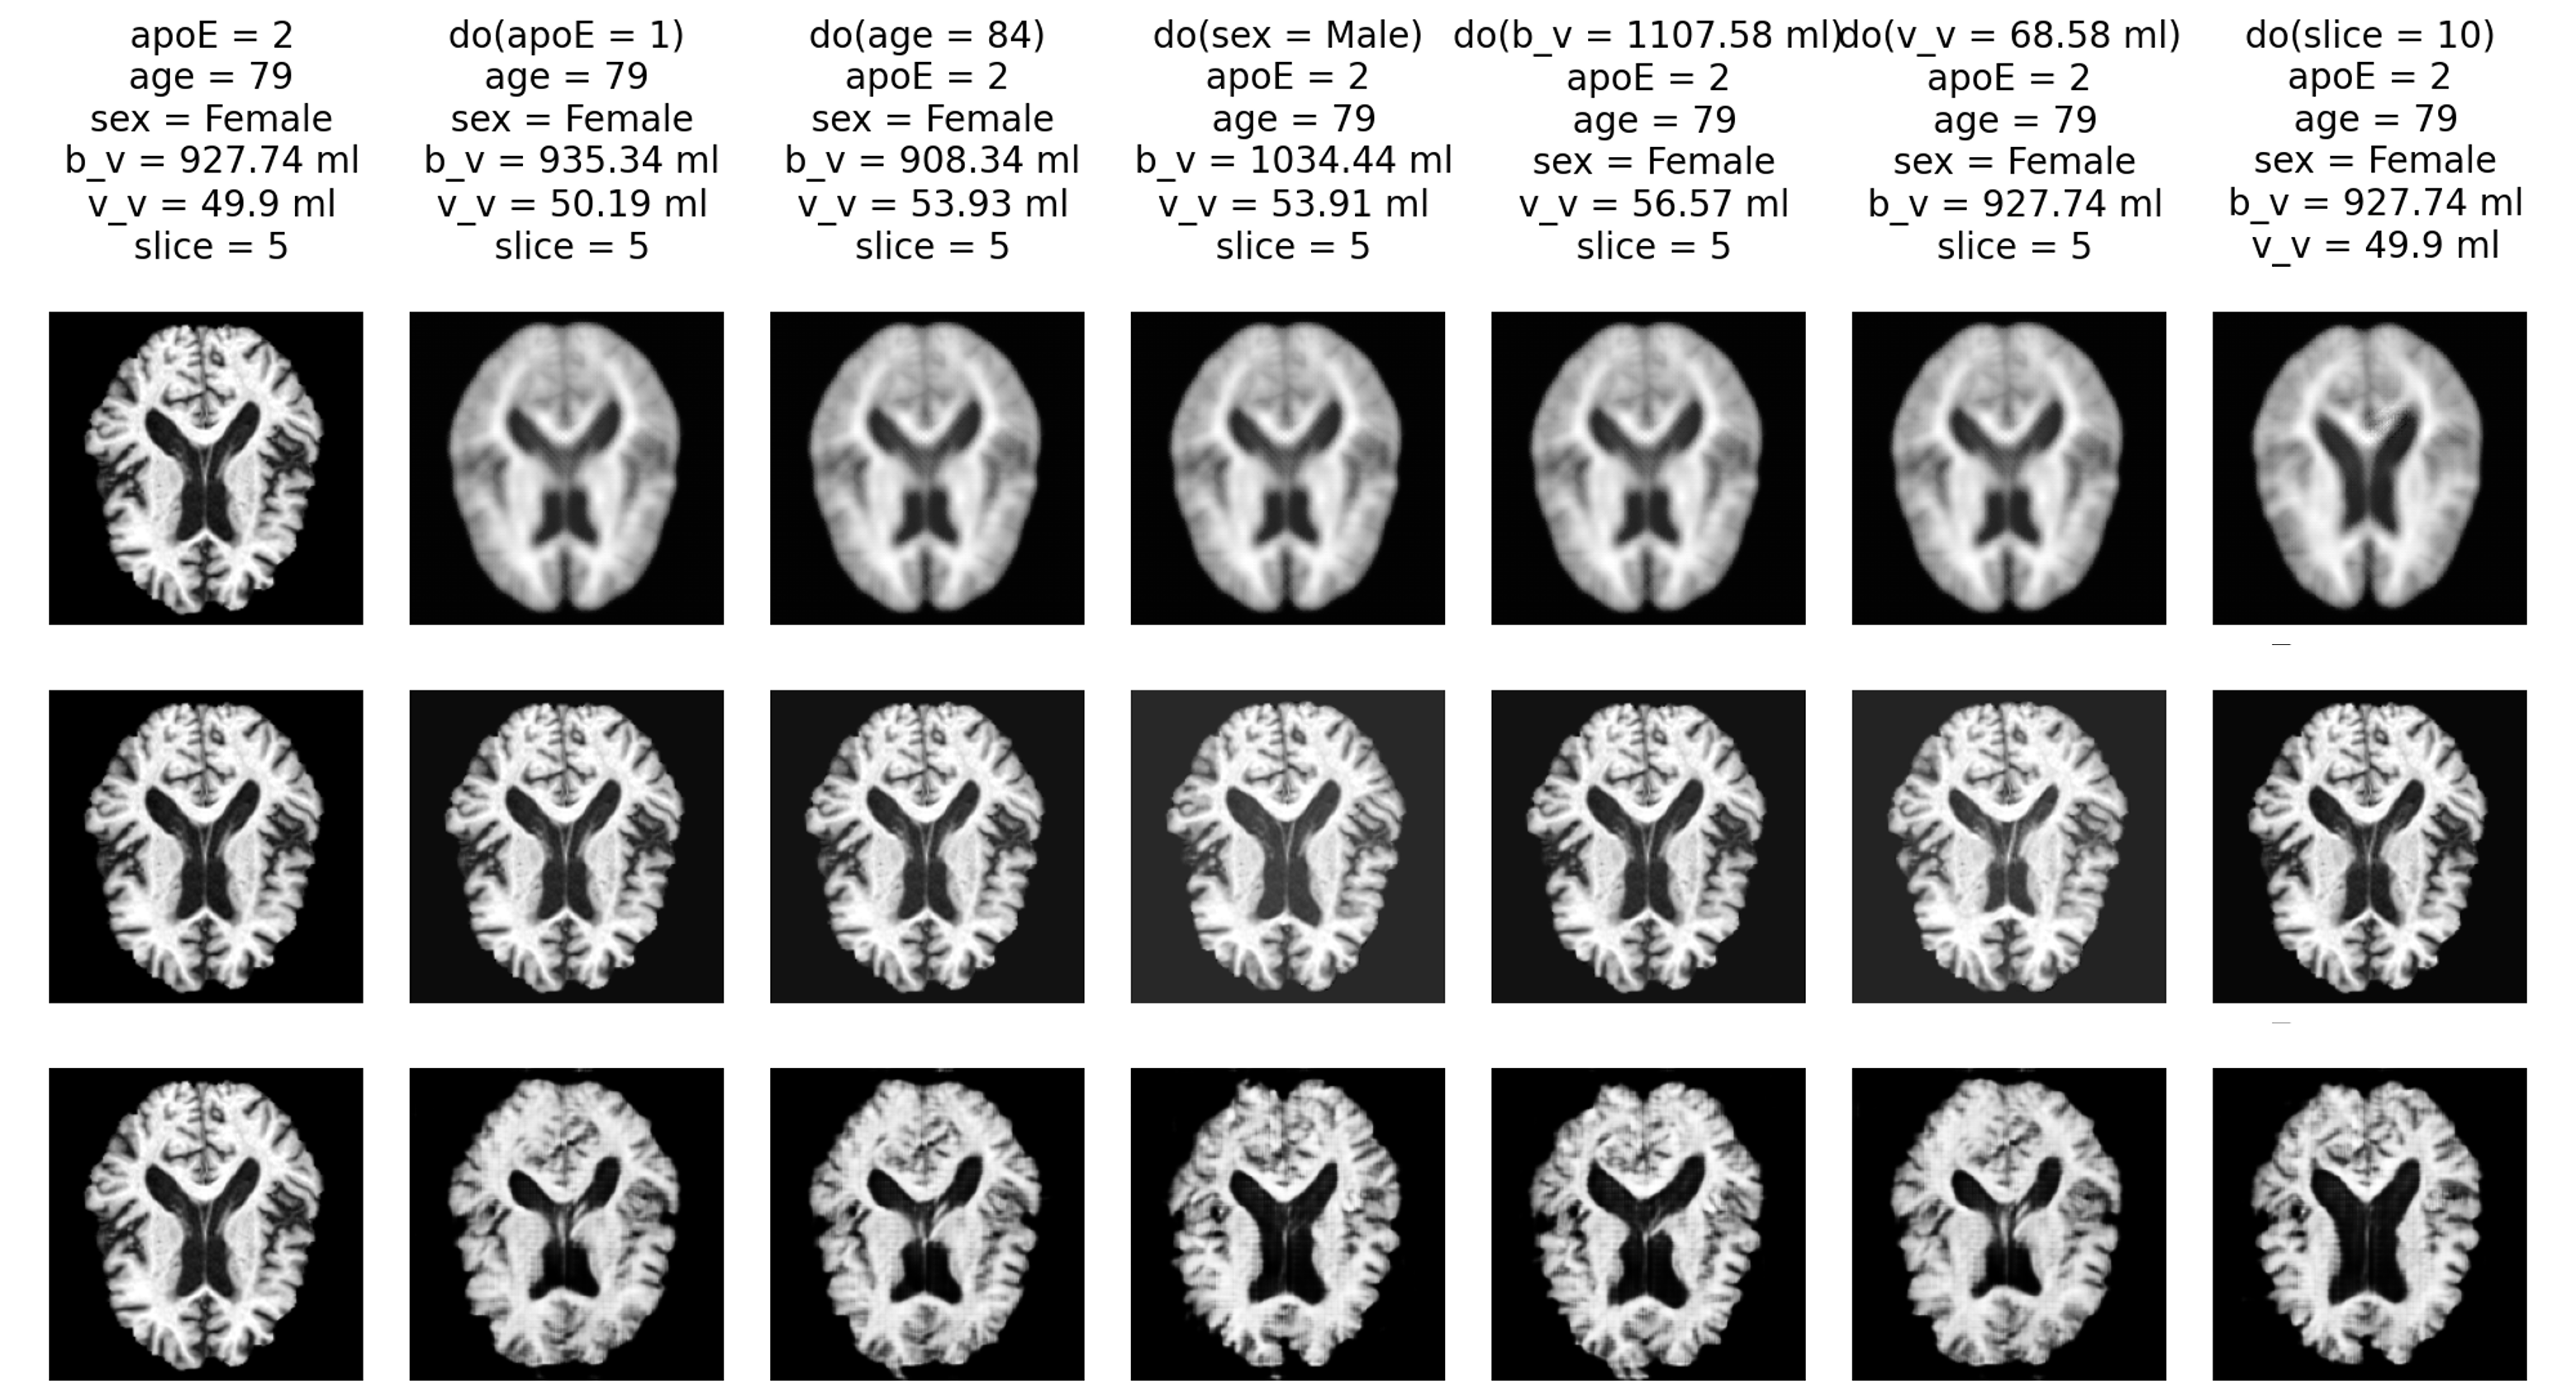 apoE = 2
age = 79
sex = Female
b_v = 927.74 ml
v_v = 49.9 ml
slice = 5
do(apoE = 1)
age = 79
sex = Female
b_v = 935.34 ml
v_v = 50.19 ml
slice = 5
do(age = 84)
apoE = 2
sex = Female
b_v = 908.34 ml
v_v = 53.93 ml
slice = 5
do(sex = Male)
apoE = 2
age = 79
b_v = 1034.44 ml
v_v = 53.91 ml
slice = 5
do(b_v = 1107.58 ml)
apoE = 2
age = 79
sex = Female
v_v = 56.57 ml
slice = 5
do(v_v = 68.58 ml)
apoE = 2
age = 79
sex = Female
b_v = 927.74 ml
slice = 5
do(slice = 10)
apoE = 2
age = 79
sex = Female
b_v = 927.74 ml
v_v = 49.9 ml